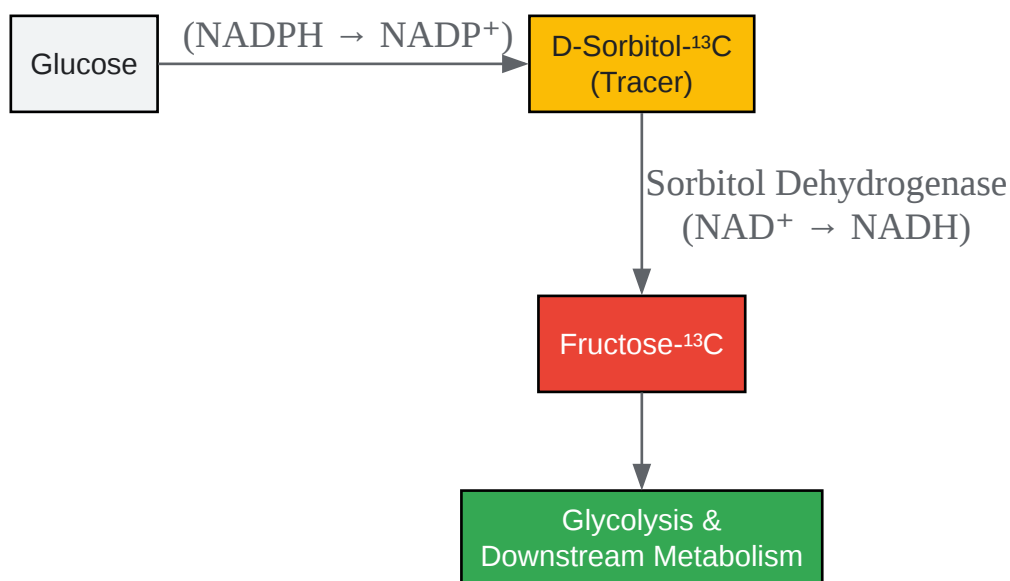 Glucose
(NADPH → NADP⁺)
D-Sorbitol-¹³C
(Tracer)
Sorbitol Dehydrogenase
(NAD⁺ → NADH)
Fructose-¹³C
Glycolysis &
Downstream Metabolism